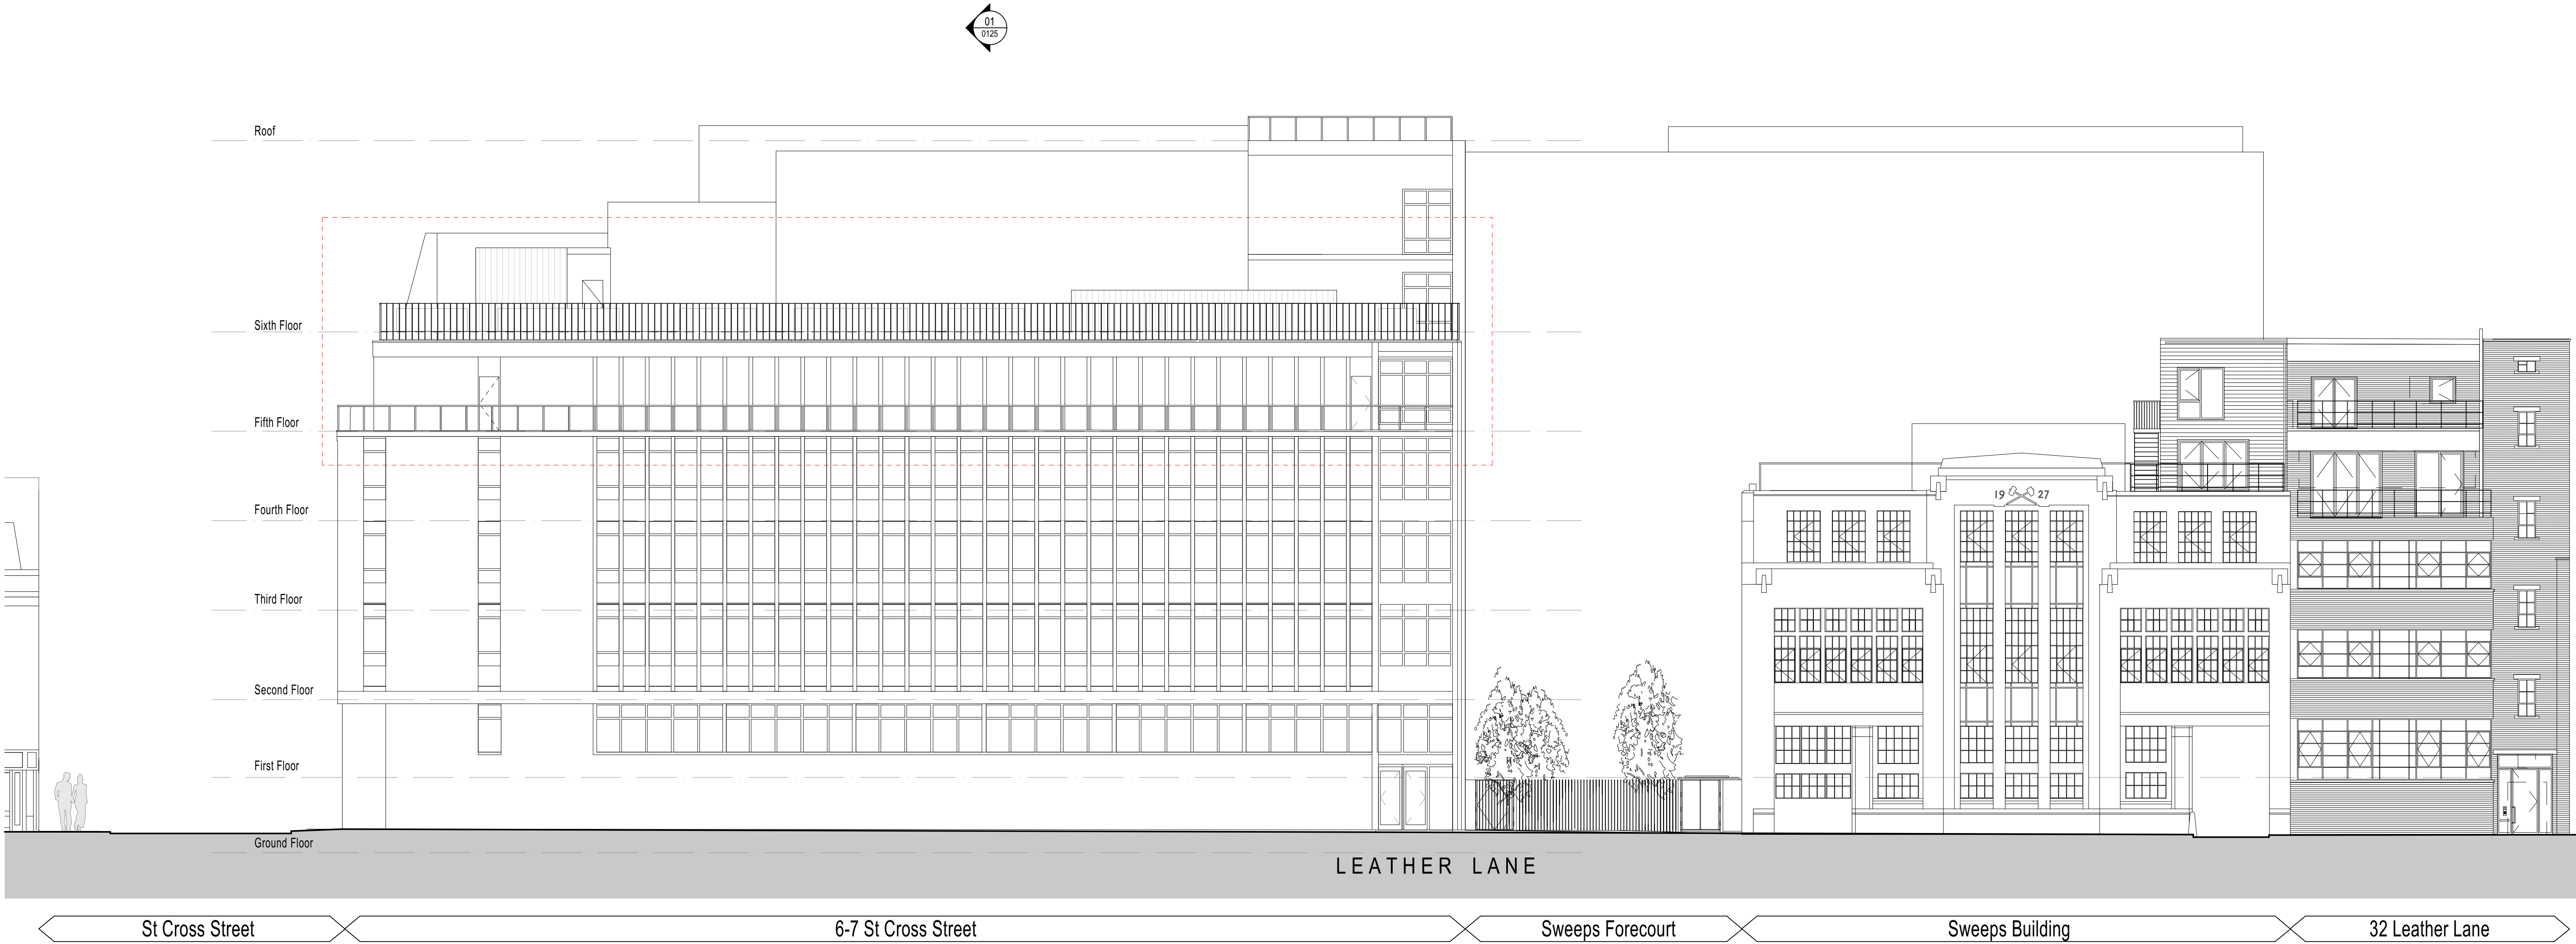 01
0125
Roof
Sixth Floor
Fifth Floor
Fourth Floor
Third Floor
Second Floor
First Floor
Ground Floor
19 27
LEATHER LANE
St Cross Street
6-7 St Cross Street
Sweeps Forecourt
Sweeps Building
32 Leather Lane